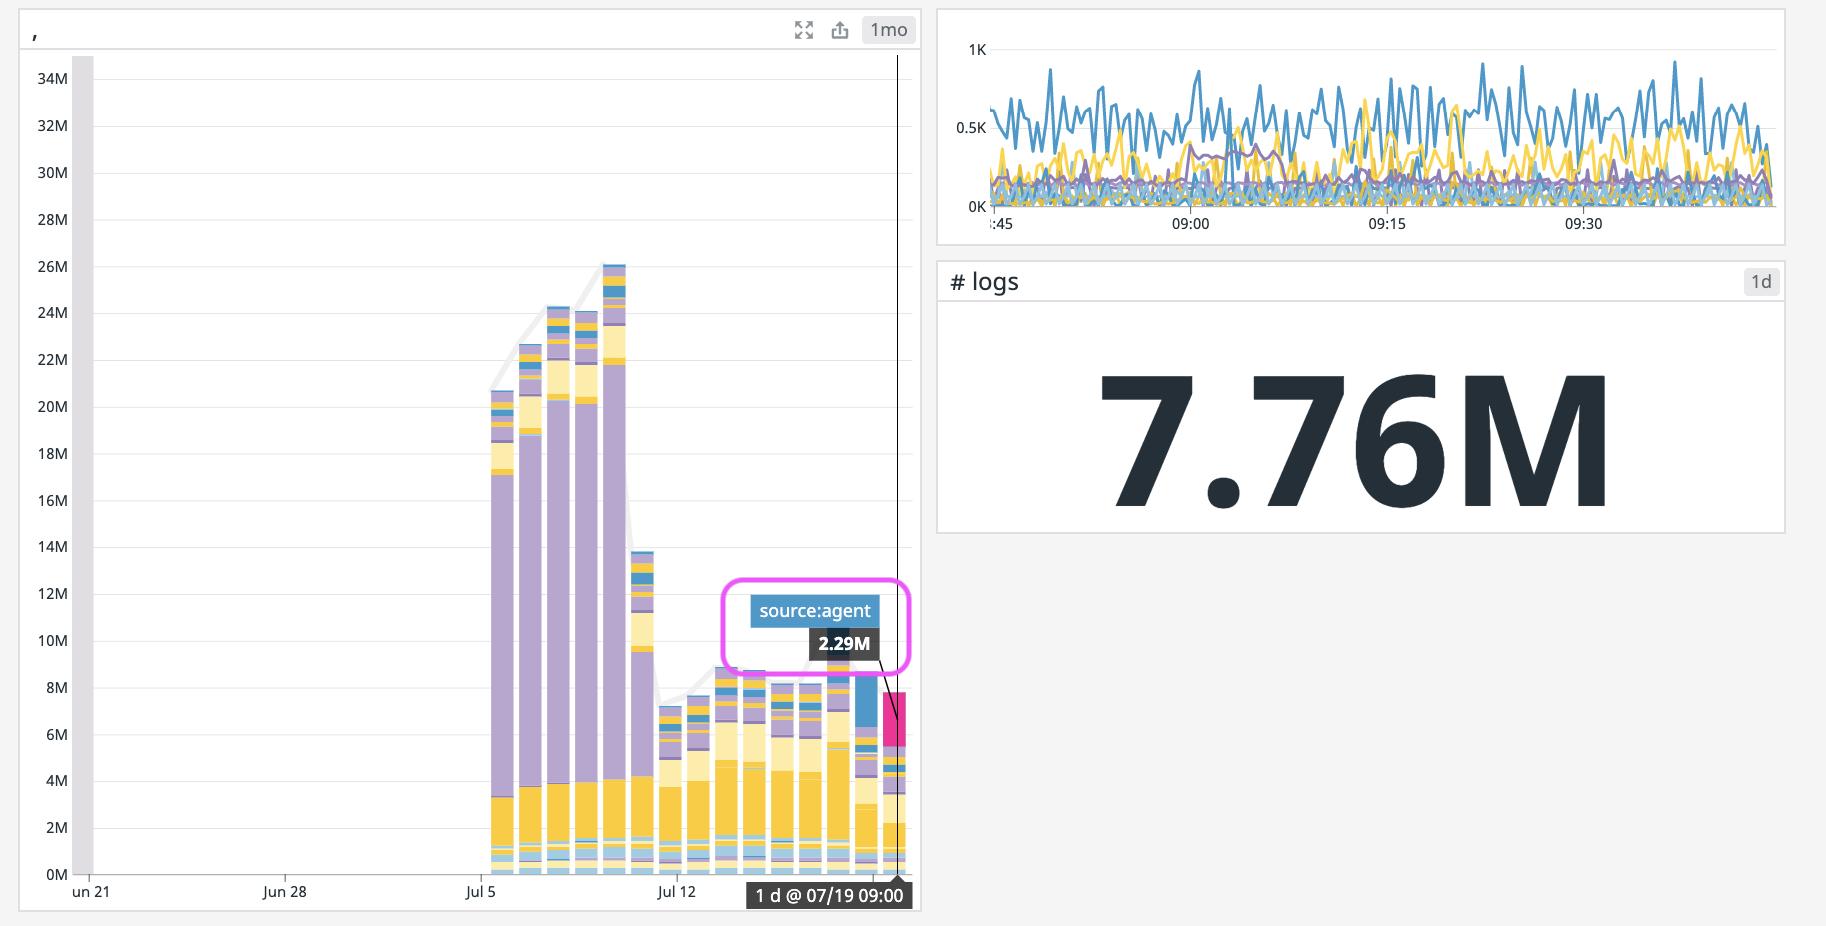 ,
1mo
34M
32M
30M
28M
26M
24M
22M
20M
18M
16M
14M
12M
10M
8M
6M
4M
2M
0M
source:agent
2.29M
un 21
Jun 28
Jul 5
Jul 12
1 d @ 07/19 09:00
1K
0.5K
0K
:45
09:00
09:15
09:30
# logs
1d
7.76M